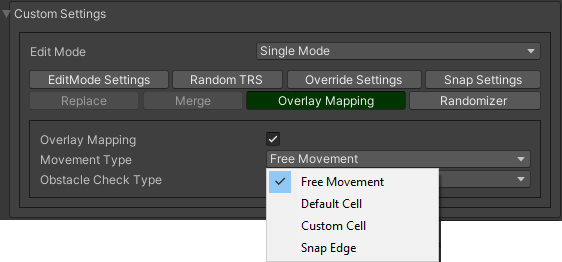 Custom Settings
Edit Mode Single Mode
EditMode Settings Random TRS Override Settings Snap Settings
Replace Merge Overlay Mapping Randomizer
Overlay Mapping
Movement Type Free Movement
Obstacle Check Type
Free Movement
Default Cell
Custom Cell
Snap Edge